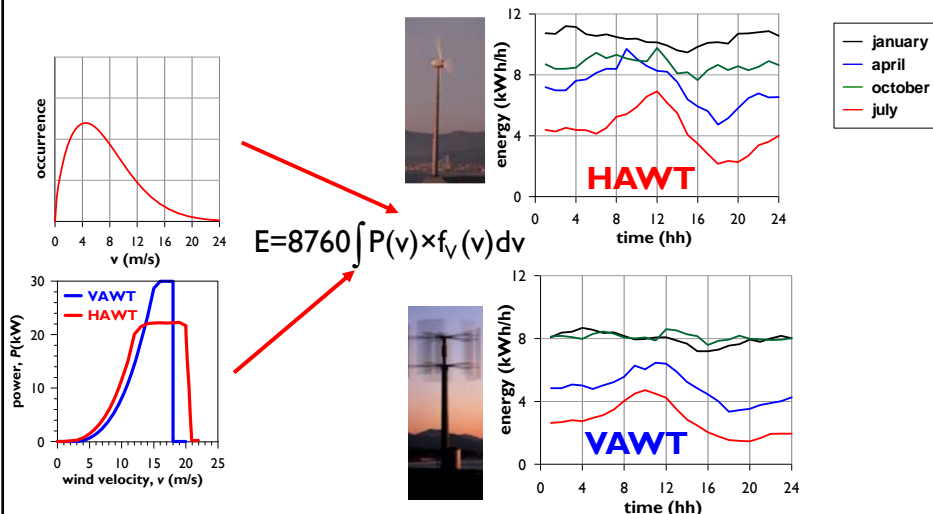 occurrence
0 4 8 12 16 20 24
v (m/s)
E=8760∫P(v)×f_V(v)dv
30
20
10
0
power, P(kW)
VAWT
HAWT
0 5 10 15 20 25
wind velocity, v (m/s)
12
8
4
0
energy (kWh/h)
HAWT
0 4 8 12 16 20 24
time (hh)
january
april
october
july
12
8
4
0
energy (kWh/h)
VAWT
0 4 8 12 16 20 24
time (hh)